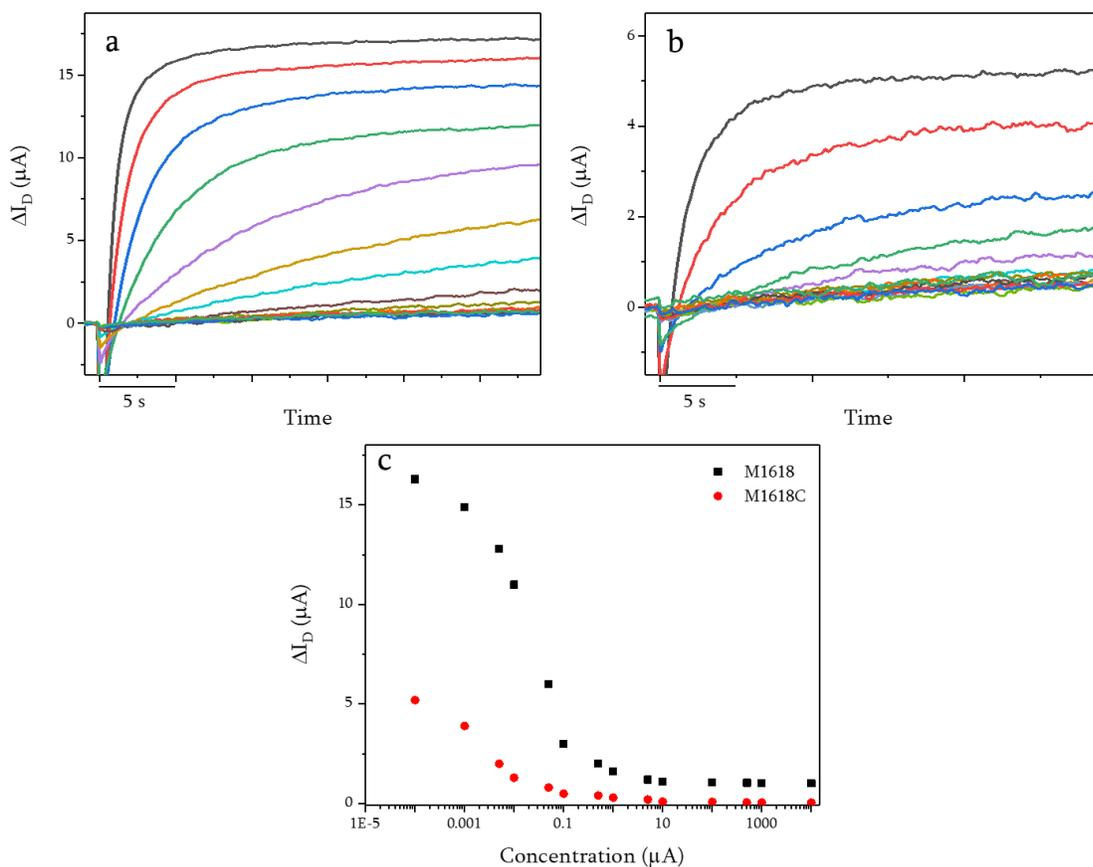 a
15
10
5
0
ΔI_D (μA)
5 s
Time
b
6
4
2
0
ΔI_D (μA)
5 s
Time
c
M1618
M1618C
15
10
5
0
ΔI_D (μA)
1E-5 0.001 0.1 10 1000
Concentration (μA)